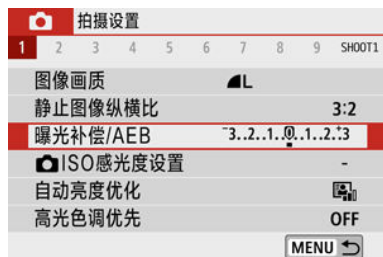 拍摄设置
1 2 3 4 5 6 7 8 9 SHOOT1
图像画质 L
静止图像纵横比 3:2
曝光补偿/AEB -3..2..1..0..1..2.+3
ISO感光度设置 -
自动亮度优化
高光色调优先 OFF
MENU